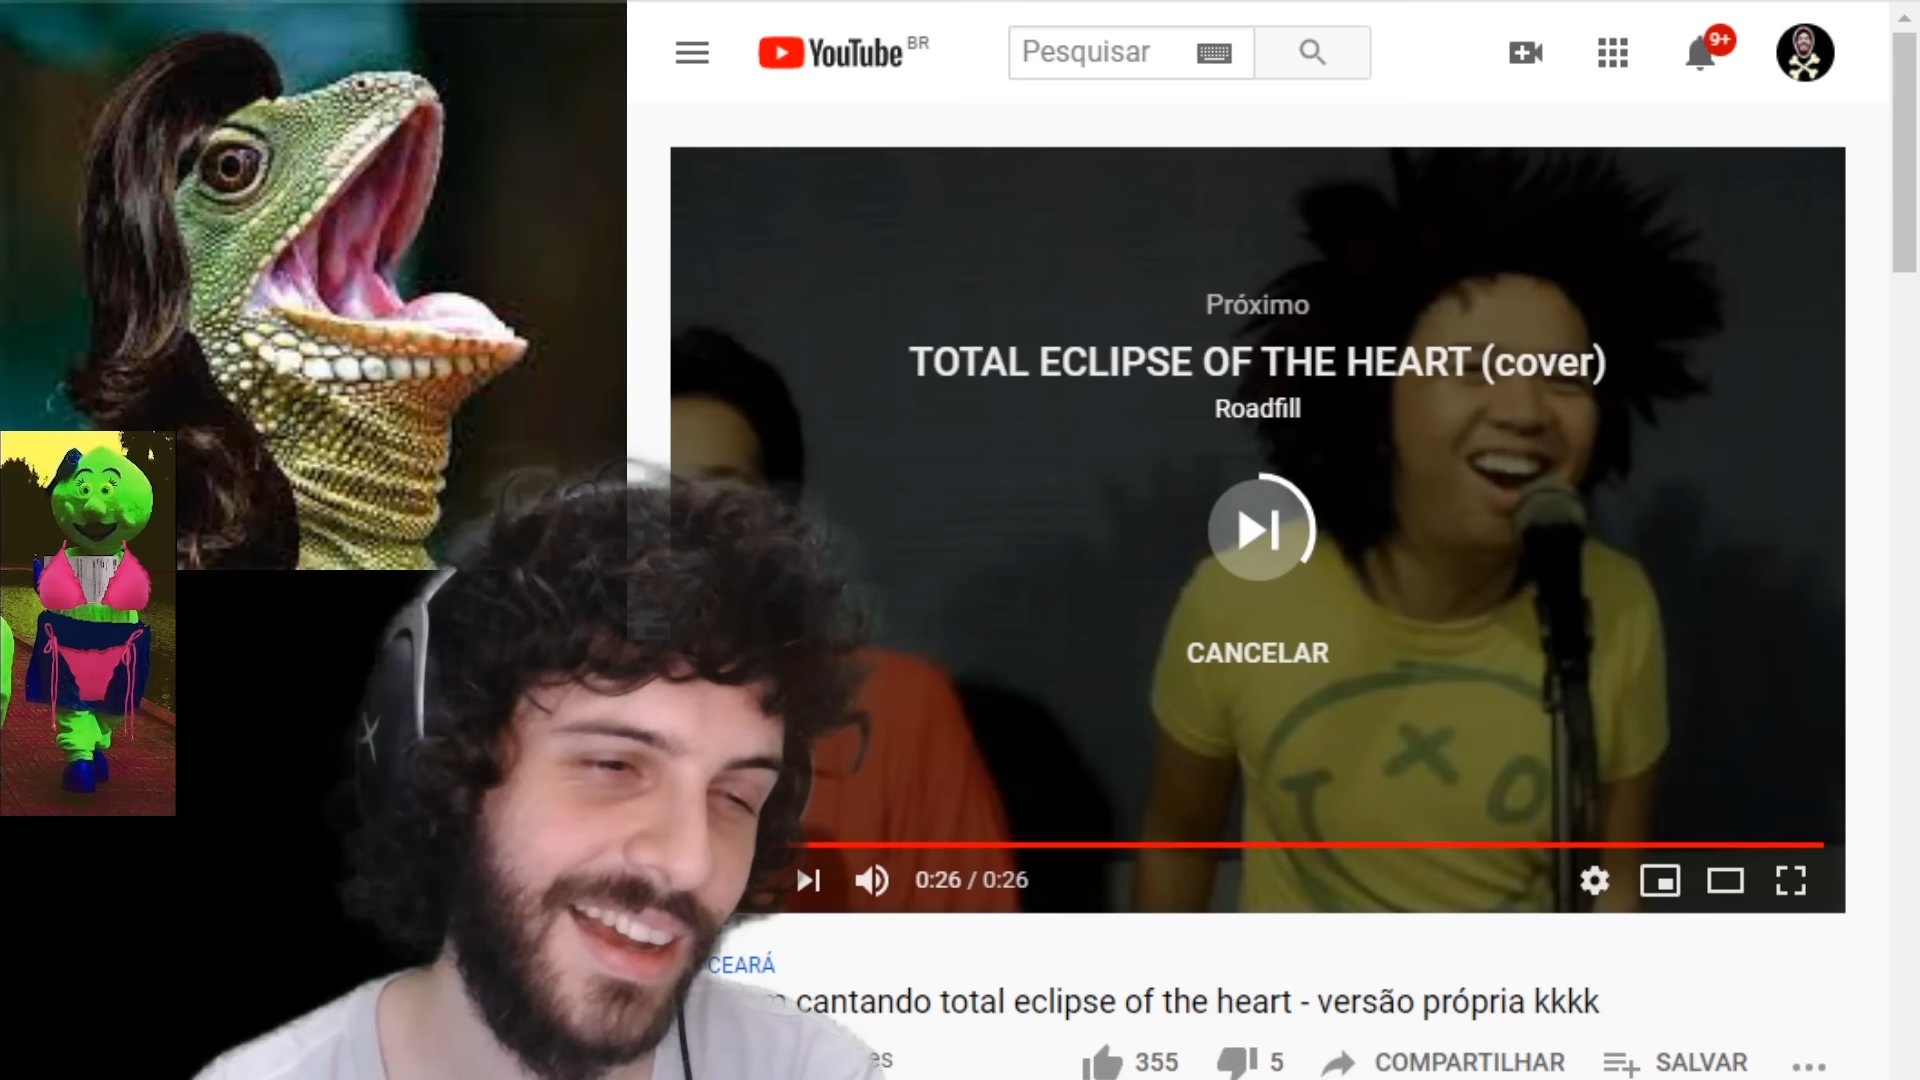 YouTube BR
Pesquisar
9+
Próximo
TOTAL ECLIPSE OF THE HEART (cover)
Roadfill
CANCELAR
0:26 / 0:26
CEARÁ
cantando total eclipse of the heart - versão própria kkkk
355
5
COMPARTILHAR
SALVAR